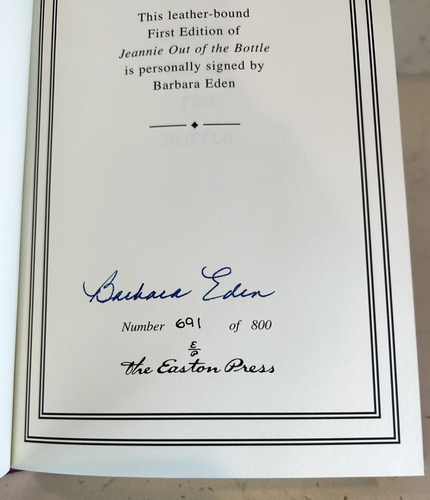 This leather-bound
First Edition of
Jeannie Out of the Bottle
is personally signed by
Barbara Eden
Barbara Eden
Number 691 of 800
E
P
the Easton Press